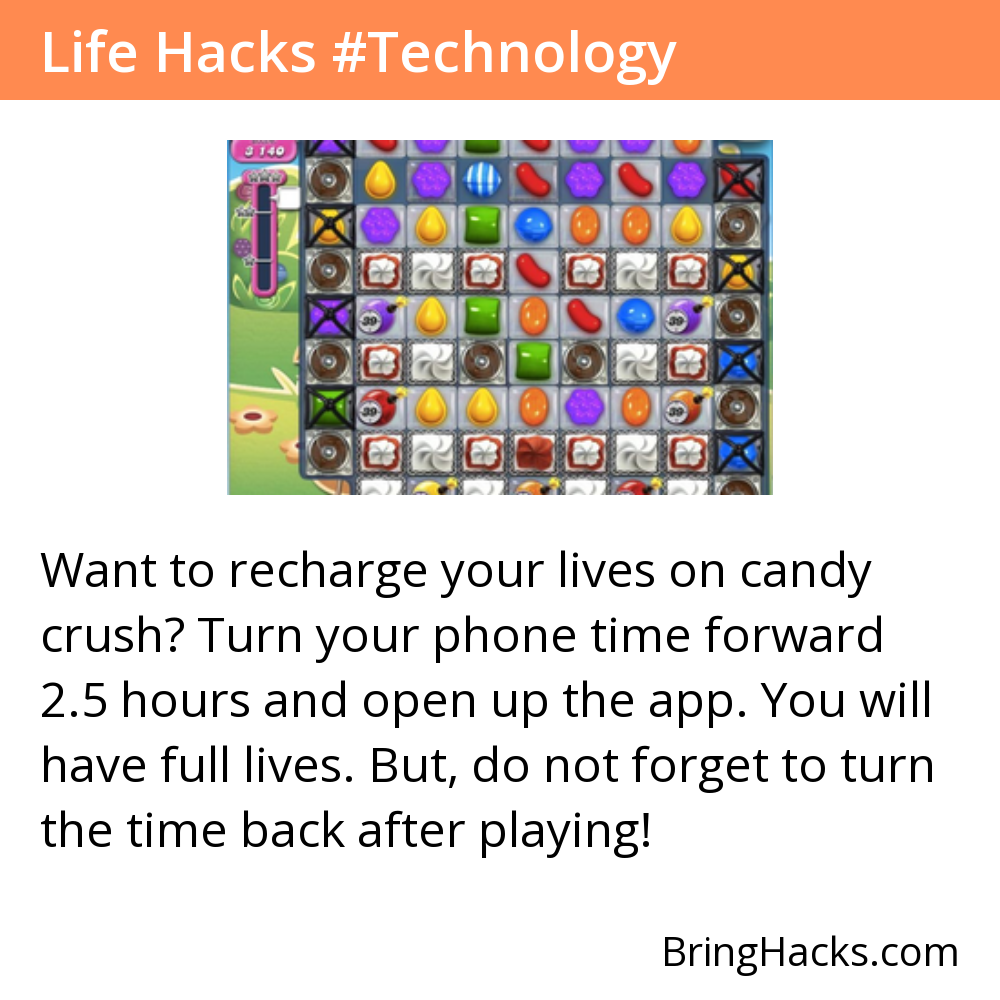 Life Hacks #Technology
3 140
39
39
39
39
Want to recharge your lives on candy
crush? Turn your phone time forward
2.5 hours and open up the app. You will
have full lives. But, do not forget to turn
the time back after playing!
BringHacks.com